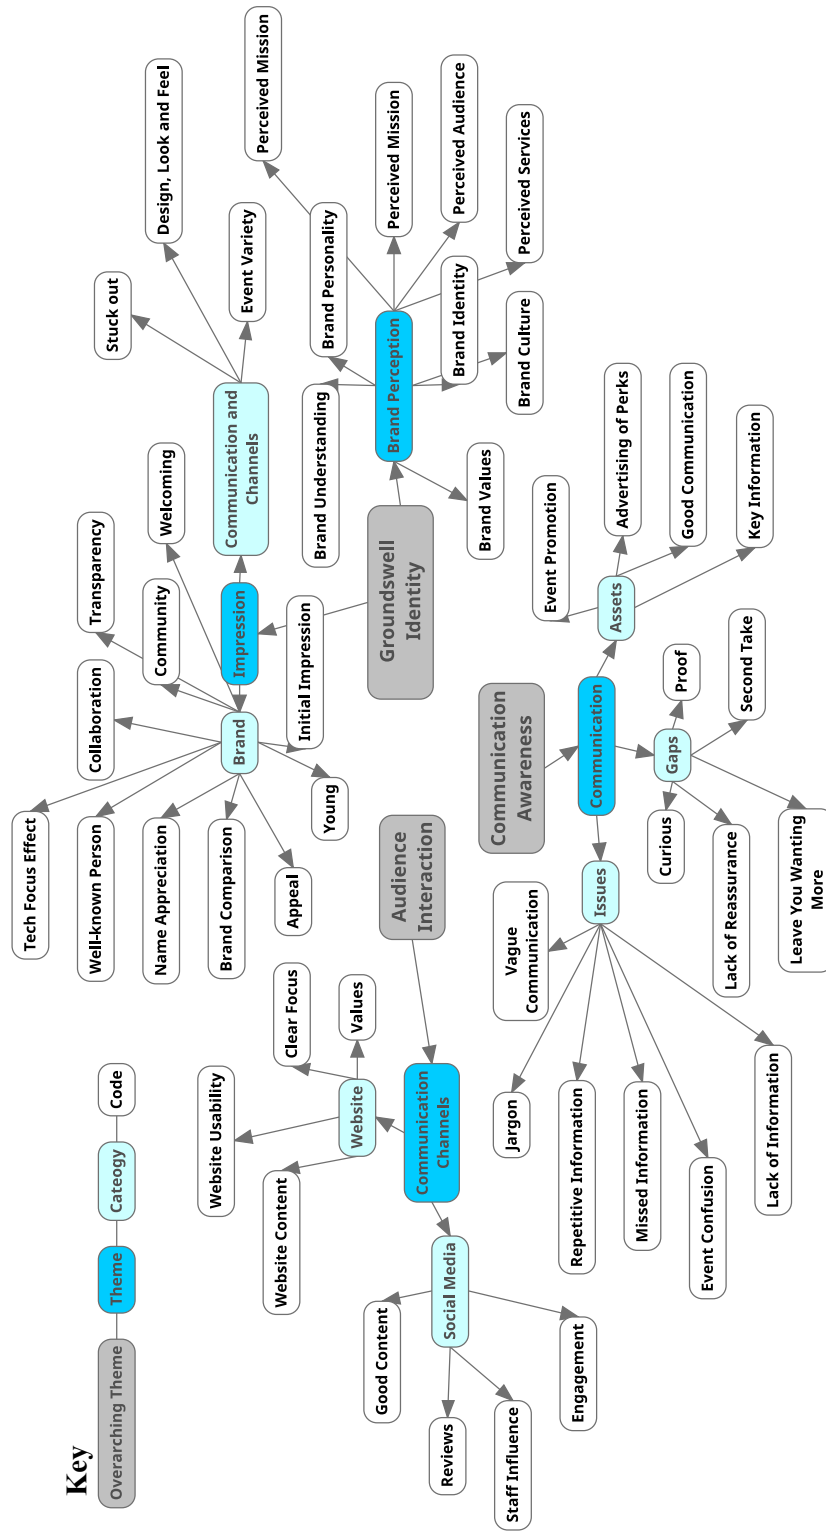 Key
Overarching Theme
Theme
Cateogy
Code
Tech Focus Effect
Well-known Person
Name Appreciation
Brand Comparison
Appeal
Young
Initial Impression
Collaboration
Community
Transparency
Welcoming
Brand
Impression
Communication and
Channels
Stuck out
Design, Look and Feel
Event Variety
Groundswell
Identity
Brand Perception
Brand Understanding
Brand Personality
Perceived Mission
Perceived Mission
Perceived Audience
Perceived Services
Brand Identity
Brand Culture
Brand Values
Audience
Interaction
Communication
Channels
Website
Website Usability
Website Content
Clear Focus
Values
Social Media
Good Content
Reviews
Staff Influence
Engagement
Communication
Awareness
Communication
Issues
Vague
Communication
Jargon
Repetitive Information
Missed Information
Event Confusion
Lack of Information
Gaps
Curious
Lack of Reassurance
Leave You Wanting
More
Second Take
Proof
Assets
Event Promotion
Advertising of Perks
Good Communication
Key Information